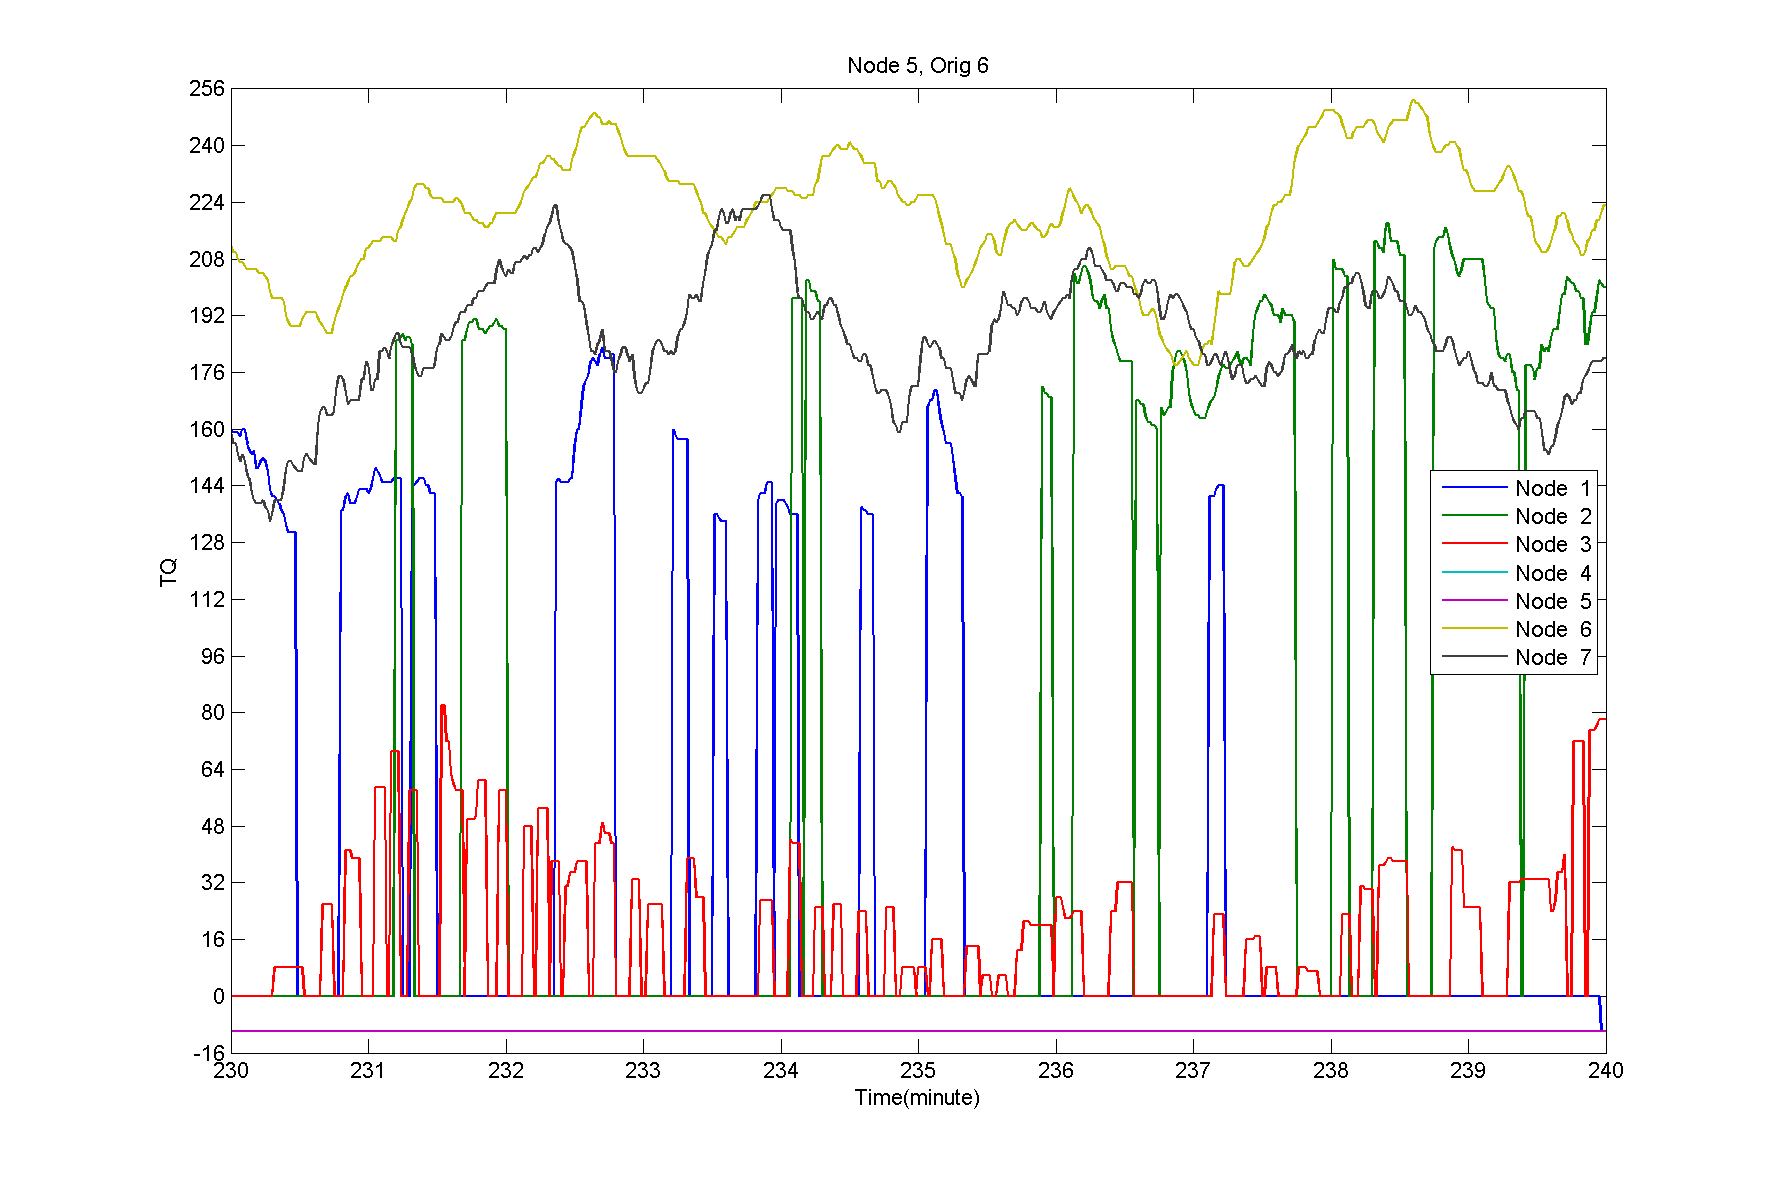 Node 5, Orig 6
256
240
224
208
192
176
160
144
128
112
96
80
64
48
32
16
0
-16
TQ
Node 1
Node 2
Node 3
Node 4
Node 5
Node 6
Node 7
230 231 232 233 234 235 236 237 238 239 240
Time(minute)